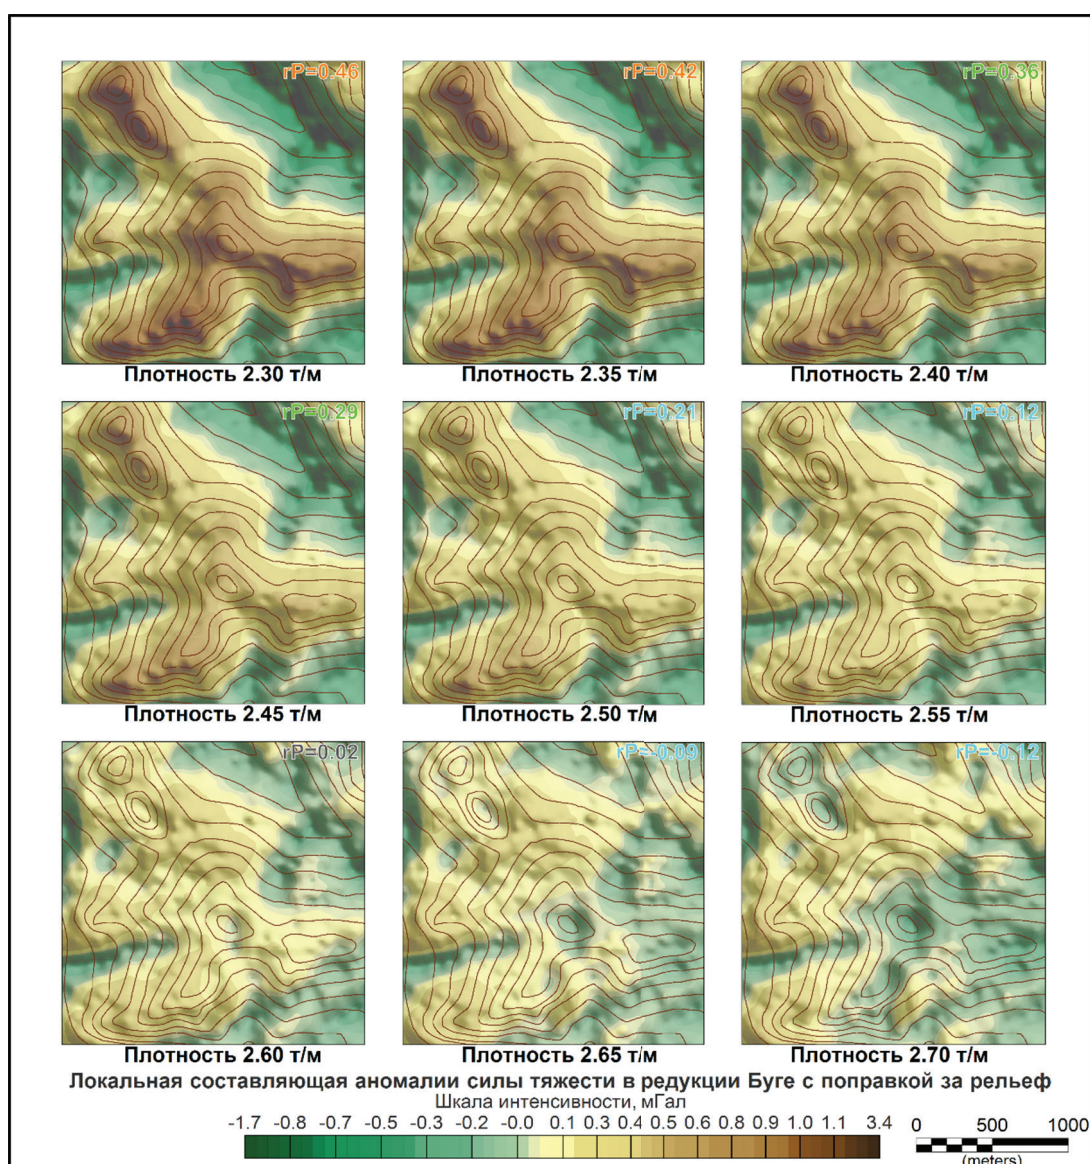 rP=0.46 rP=0.42 rP=0.36
Плотность 2.30 т/м Плотность 2.35 т/м Плотность 2.40 т/м
rP=0.29 rP=0.21 rP=0.12
Плотность 2.45 т/м Плотность 2.50 т/м Плотность 2.55 т/м
rP=0.02 rP=-0.09 rP=-0.12
Плотность 2.60 т/м Плотность 2.65 т/м Плотность 2.70 т/м
Локальная составляющая аномалии силы тяжести в редукции Буге с поправкой за рельеф
Шкала интенсивности, мГал
-1.7 -0.8 -0.7 -0.5 -0.3 -0.2 -0.0 0.1 0.3 0.4 0.6 0.8 0.9 1.0 1.1 3.4
0 500 1000
(meters)